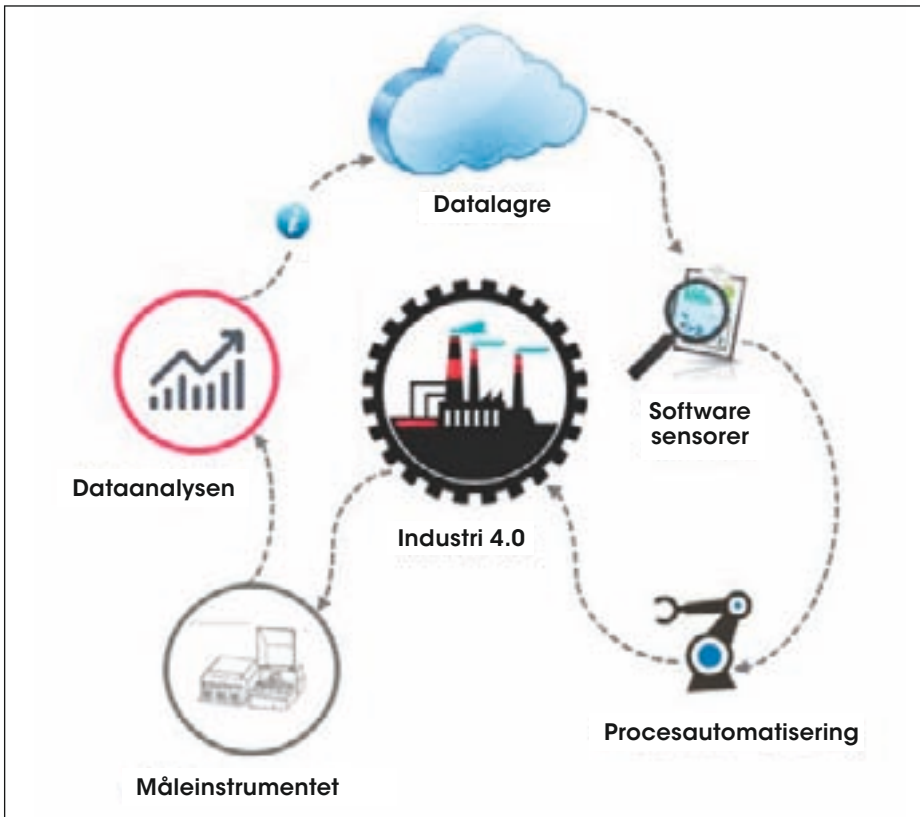 Datalagre
Software
sensorer
Dataanalysen
Industri 4.0
Procesautomatisering
Måleinstrumentet